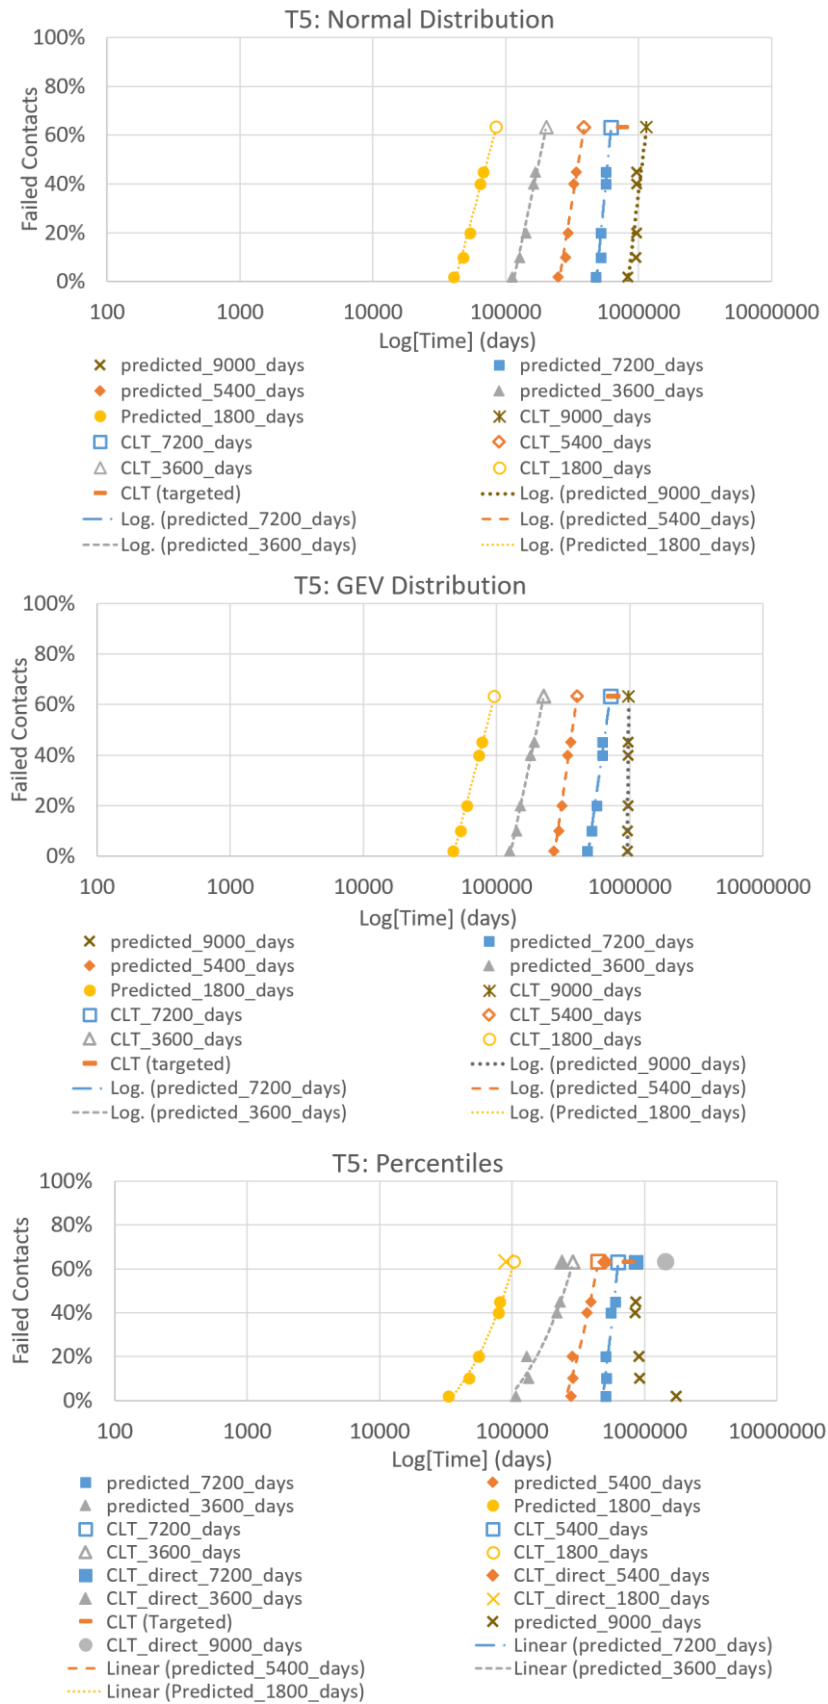 T5: Normal Distribution
100%
80%
60%
40%
20%
0%
Failed Contacts
100 1000 10000 100000 1000000 10000000
Log[Time] (days)
predicted_9000_days predicted_7200_days
predicted_5400_days predicted_3600_days
Predicted_1800_days CLT_9000_days
CLT_7200_days CLT_5400_days
CLT_3600_days CLT_1800_days
CLT (targeted) Log. (predicted_9000_days)
Log. (predicted_7200_days) Log. (predicted_5400_days)
Log. (predicted_3600_days) Log. (Predicted_1800_days)
T5: GEV Distribution
100%
80%
60%
40%
20%
0%
Failed Contacts
100 1000 10000 100000 1000000 10000000
Log[Time] (days)
predicted_9000_days predicted_7200_days
predicted_5400_days predicted_3600_days
Predicted_1800_days CLT_9000_days
CLT_7200_days CLT_5400_days
CLT_3600_days CLT_1800_days
CLT (targeted) Log. (predicted_9000_days)
Log. (predicted_7200_days) Log. (predicted_5400_days)
Log. (predicted_3600_days) Log. (Predicted_1800_days)
T5: Percentiles
100%
80%
60%
40%
20%
0%
Failed Contacts
100 1000 10000 100000 1000000 10000000
Log[Time] (days)
predicted_7200_days predicted_5400_days
predicted_3600_days Predicted_1800_days
CLT_7200_days CLT_5400_days
CLT_3600_days CLT_1800_days
CLT_direct_7200_days CLT_direct_5400_days
CLT_direct_3600_days CLT_direct_1800_days
CLT (Targeted) predicted_9000_days
CLT_direct_9000_days Linear (predicted_7200_days)
Linear (predicted_5400_days) Linear (predicted_3600_days)
Linear (Predicted_1800_days)